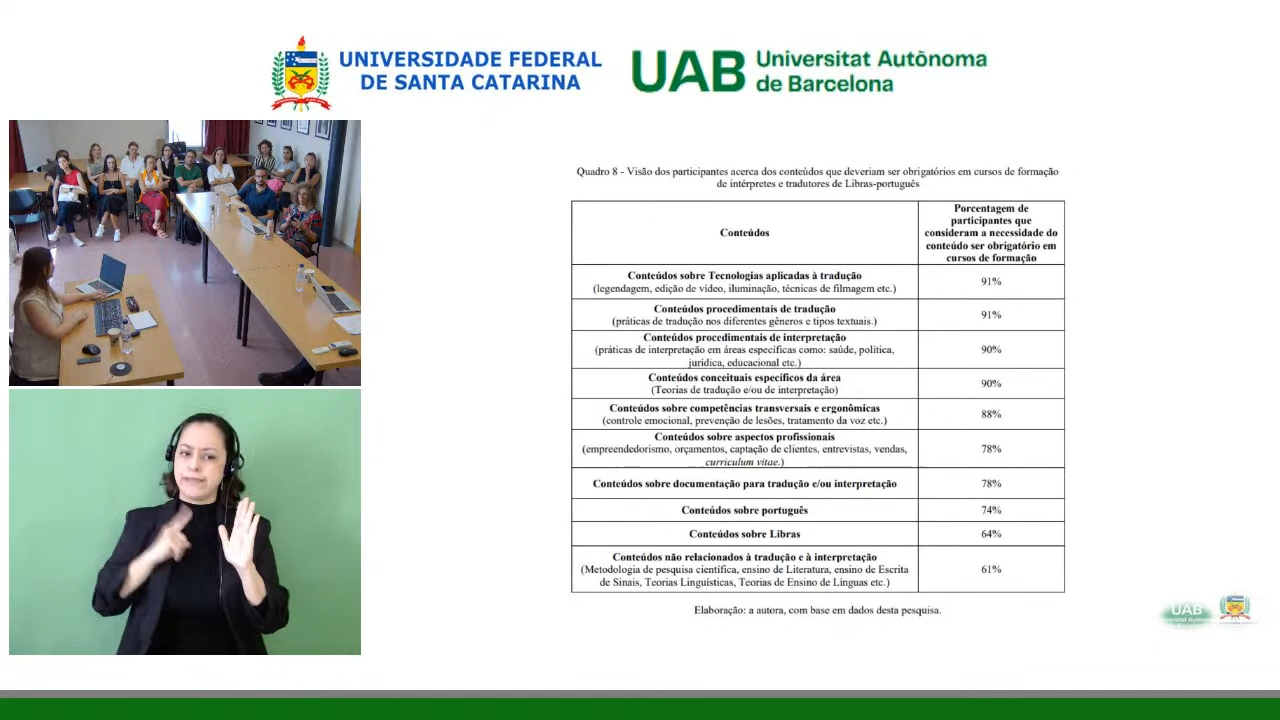 UNIVERSIDADE FEDERAL
DE SANTA CATARINA
UAB
Universitat Autònoma
de Barcelona
Quadro 8 - Visão dos participantes acerca dos conteúdos que deveriam ser obrigatórios em cursos de formação
de intérpretes e tradutores de Libras-português
Conteúdos
Porcentagem de
participantes que
consideram a necessidade do
conteúdo ser obrigatório em
cursos de formação
Conteúdos sobre Tecnologias aplicadas à tradução
(legendagem, edição de vídeo, iluminação, técnicas de filmagem etc.)
91%
Conteúdos procedimentais de tradução
(práticas de tradução nos diferentes gêneros e tipos textuais.)
91%
Conteúdos procedimentais de interpretação
(práticas de interpretação em áreas específicas como: saúde, política,
jurídica, educacional etc.)
90%
Conteúdos conceituais específicos da área
(Teorias de tradução e/ou de interpretação)
90%
Conteúdos sobre competências transversais e ergonômicas
(controle emocional, prevenção de lesões, tratamento da voz etc.)
88%
Conteúdos sobre aspectos profissionais
(empreendedorismo, orçamentos, captação de clientes, entrevistas, vendas,
curriculum vitae.)
78%
Conteúdos sobre documentação para tradução e/ou interpretação
78%
Conteúdos sobre português
74%
Conteúdos sobre Libras
64%
Conteúdos não relacionados à tradução e à interpretação
(Metodologia de pesquisa científica, ensino de Literatura, ensino de Escrita
de Sinais, Teorias Linguísticas, Teorias de Ensino de Línguas etc.)
61%
Elaboração: a autora, com base em dados desta pesquisa.
UAB